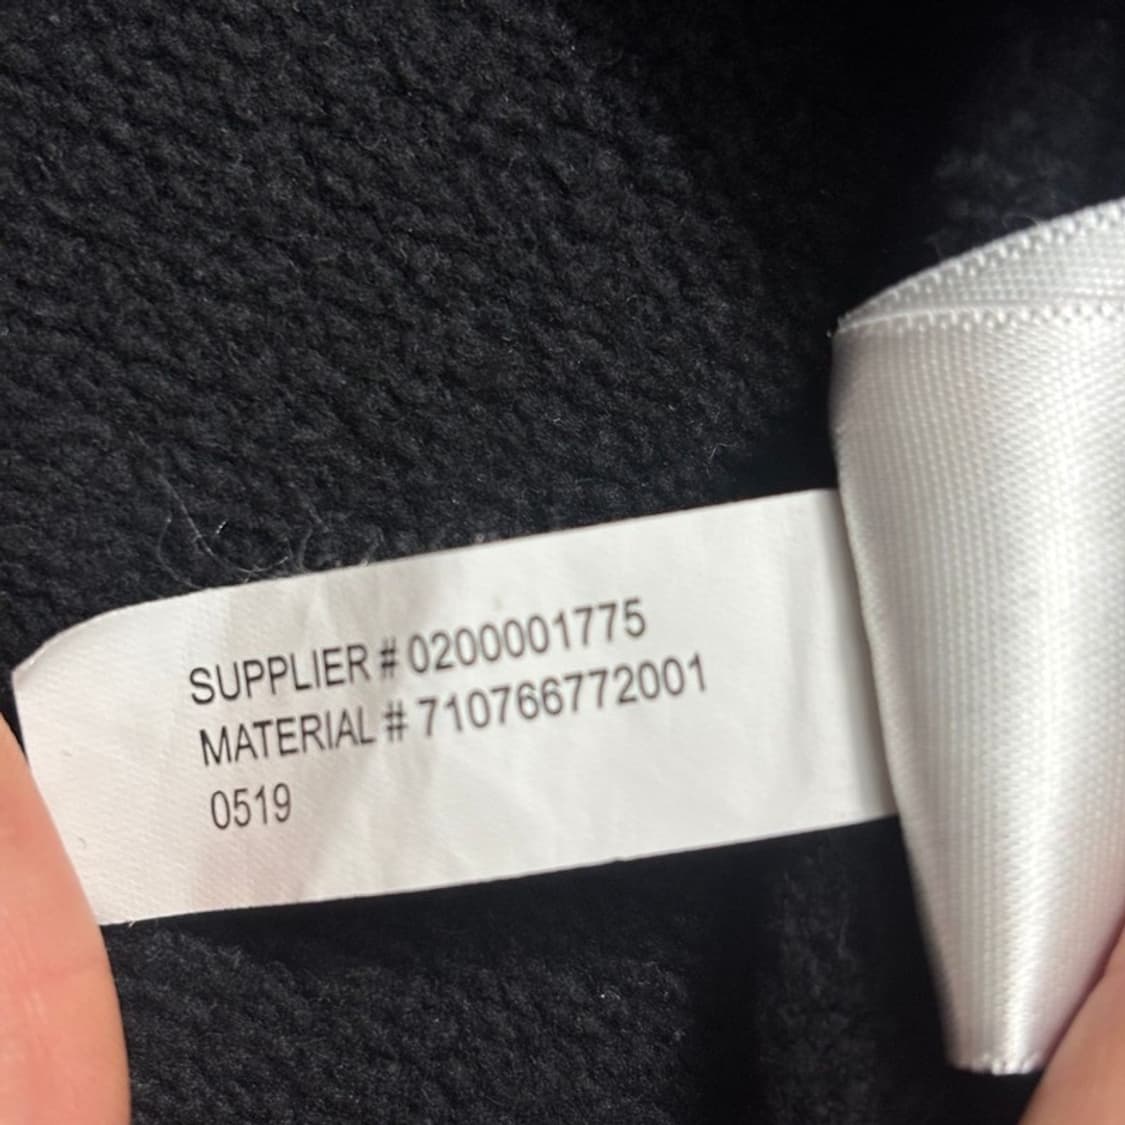 SUPPLIER # 0200001775
MATERIAL # 710766772001
0519